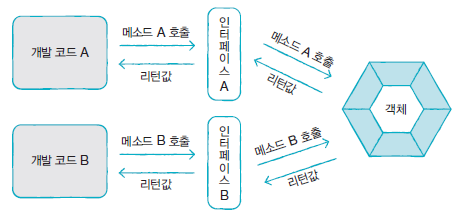 개발 코드 A
메소드 A 호출
리턴값
인터페이스 A
메소드 A 호출
리턴값
객체
개발 코드 B
메소드 B 호출
리턴값
인터페이스 B
메소드 B 호출
리턴값